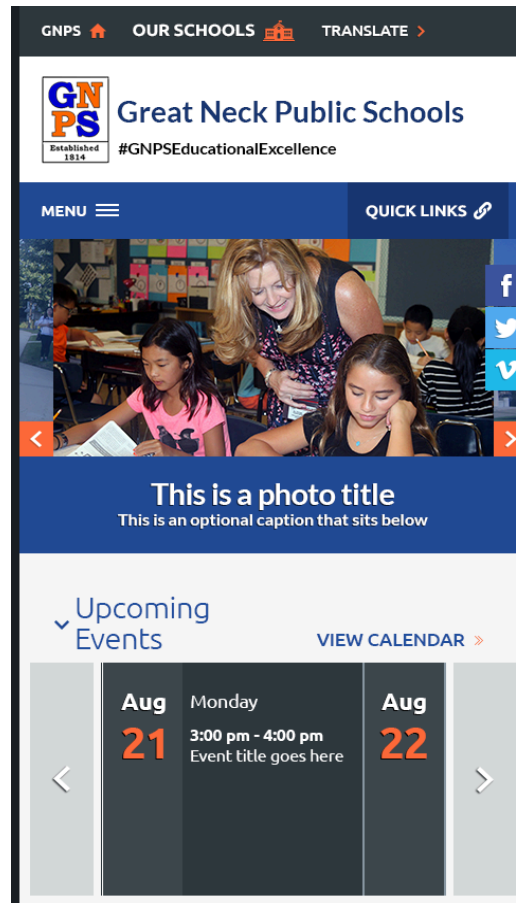 GNPS
OUR SCHOOLS
TRANSLATE >
GNPS
Established
1814
Great Neck Public Schools
#GNPSEducationalExcellence
MENU
QUICK LINKS
This is a photo title
This is an optional caption that sits below
Upcoming
Events
VIEW CALENDAR »
Aug
21
Monday
3:00 pm - 4:00 pm
Event title goes here
Aug
22